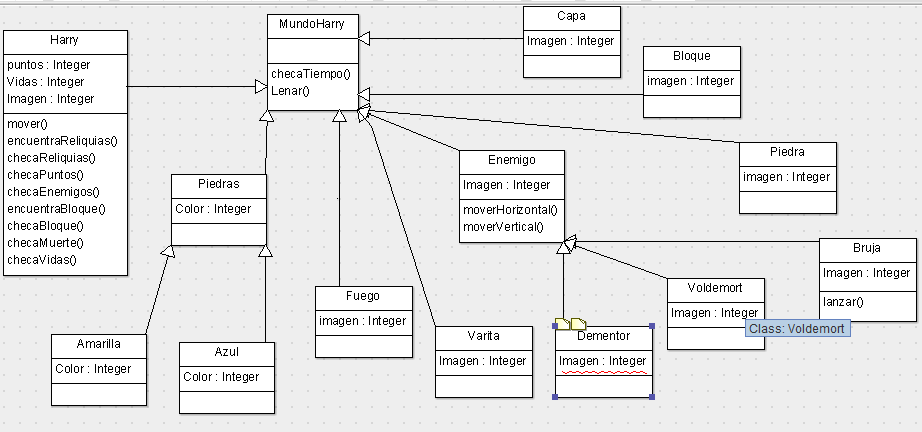 MundoHarry
checaTiempo()
Lenar()
Capa
Imagen : Integer
Harry
puntos : Integer
Vidas : Integer
Imagen : Integer
mover()
encuentraReliquias()
checaReliquias()
checaPuntos()
checaEnemigos()
encuentraBloque()
checaBloque()
checaMuerte()
checaVidas()
Bloque
imagen : Integer
Piedras
Color : Integer
Enemigo
Imagen : Integer
moverHorizontal()
moverVertical()
Piedra
imagen : Integer
Bruja
Imagen : Integer
lanzar()
Voldemort
Imagen : Integer
Class: Voldemort
Fuego
imagen : Integer
Varita
Imagen : Integer
Dementor
Imagen : Integer
Amarilla
Color : Integer
Azul
Color : Integer